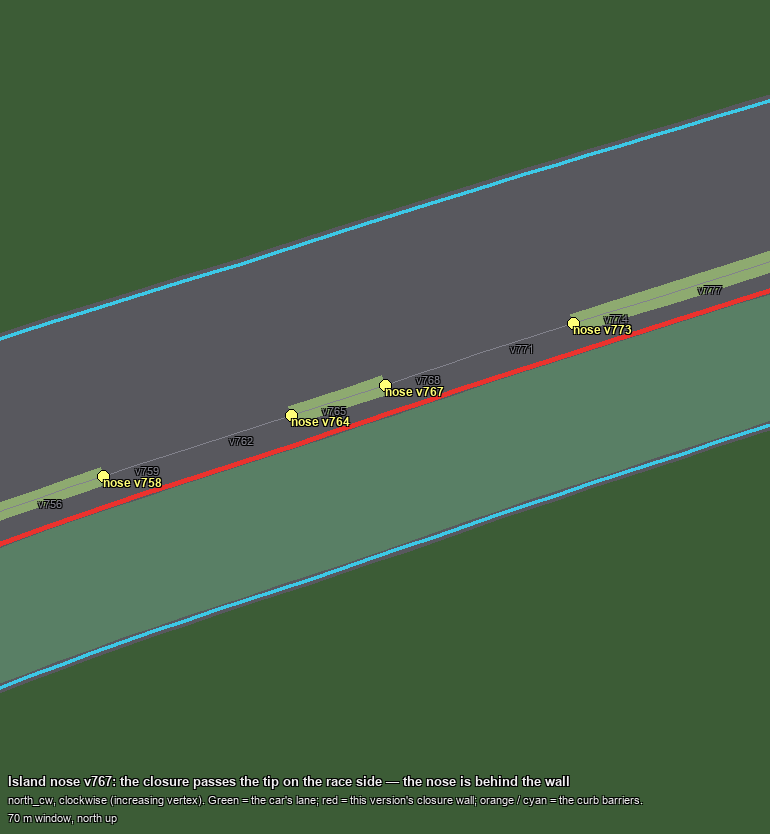 v777
v774
nose v773
v771
v768
nose v767
v765
nose v764
v762
v759
nose v758
v756
Island nose v767: the closure passes the tip on the race side — the nose is behind the wall
north_cw, clockwise (increasing vertex). Green = the car's lane; red = this version's closure wall; orange / cyan = the curb barriers.
70 m window, north up